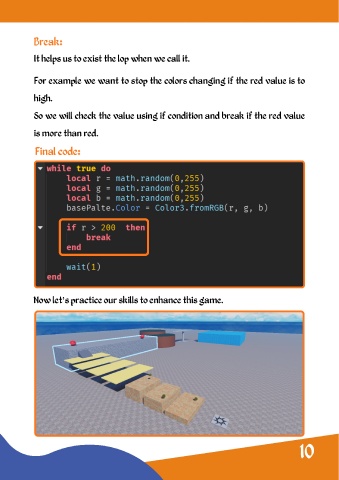 Break:
It helps us to exist the lop when we call it.
For example we want to stop the colors changing if the red value is to
high.
So we will check the value using if condition and break if the red value
is more than red.
Final code:
while true do
local r = math.random(0,255)
local g = math.random(0,255)
local b = math.random(0,255)
basePalte.Color = Color3.fromRGB(r, g, b)
if r > 200 then
break
end
wait(1)
end
Now let's practice our skills to enhance this game.
10